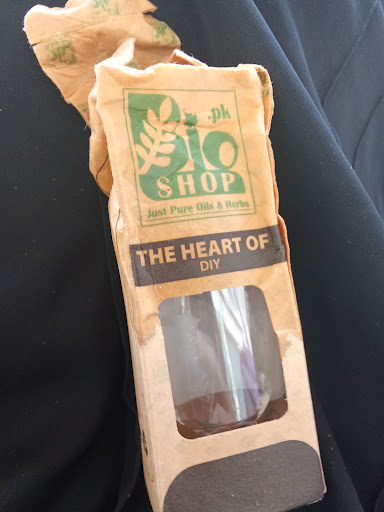 .pk
Bio
SHOP
Just Pure Oils & Herbs
THE HEART OF
DIY